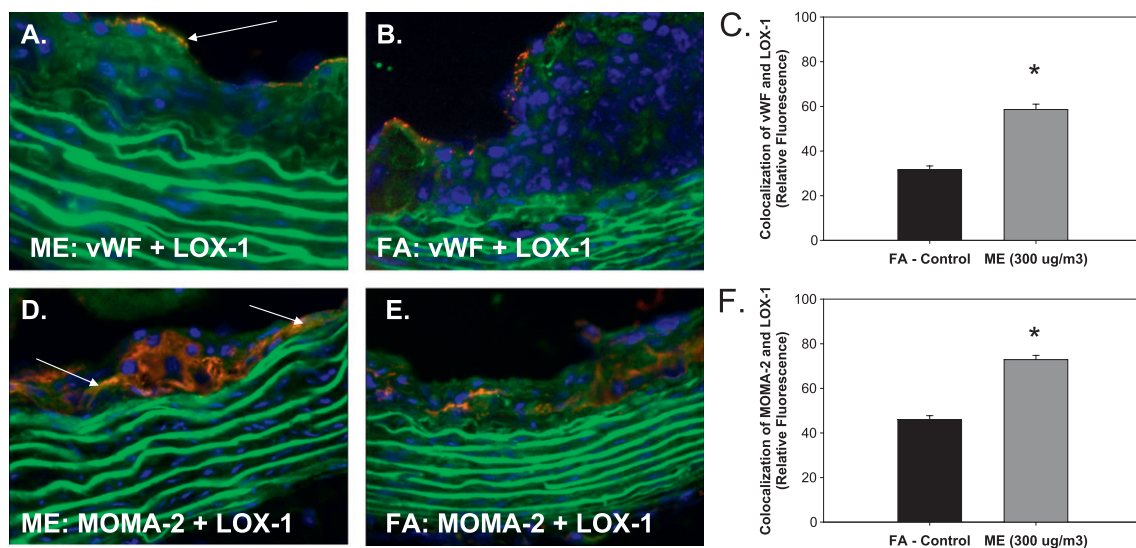 A.
ME: vWF + LOX-1
B.
FA: vWF + LOX-1
C.
Colocalization of vWF and LOX-1
(Relative Fluorescence)
100
80
60
40
20
0
*
FA - Control ME (300 ug/m3)
D.
ME: MOMA-2 + LOX-1
E.
FA: MOMA-2 + LOX-1
F.
Colocalization of MOMA-2 and LOX-1
(Relative Fluorescence)
100
80
60
40
20
0
*
FA - Control ME (300 ug/m3)